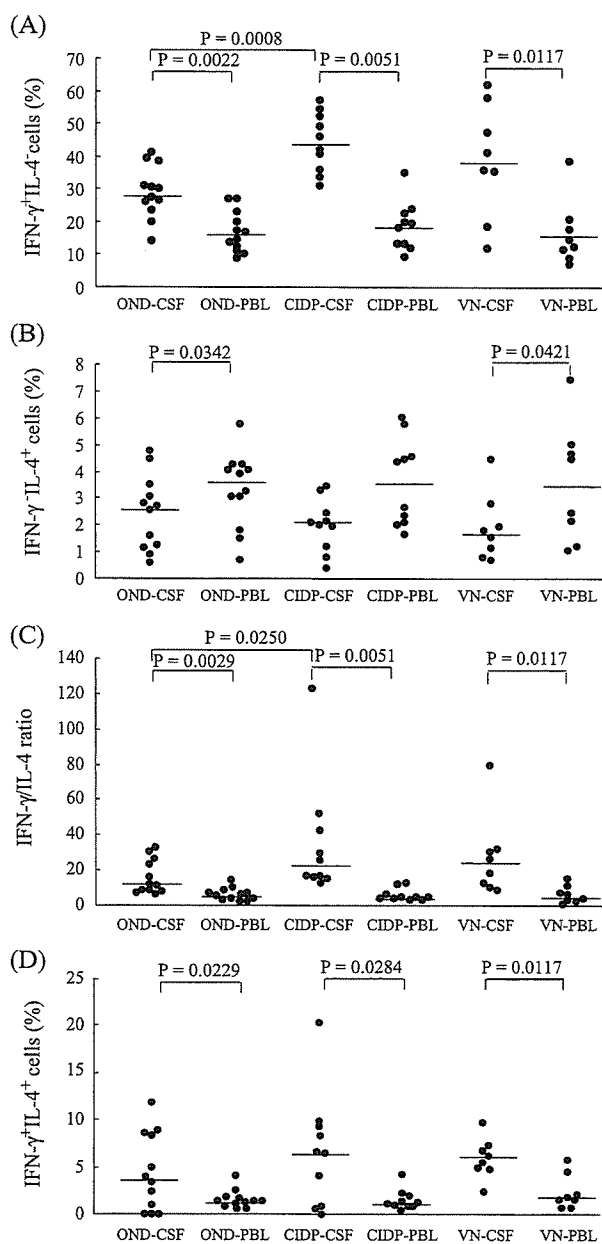 (A)
P = 0.0008
P = 0.0022 P = 0.0051 P = 0.0117
IFN-γ⁺IL-4⁻cells (%)
70
60
50
40
30
20
10
0
OND-CSF OND-PBL CIDP-CSF CIDP-PBL VN-CSF VN-PBL
(B)
P = 0.0342 P = 0.0421
IFN-γ⁻IL-4⁺ cells (%)
8
7
6
5
4
3
2
1
0
OND-CSF OND-PBL CIDP-CSF CIDP-PBL VN-CSF VN-PBL
(C)
P = 0.0250
P = 0.0029 P = 0.0051 P = 0.0117
IFN-γ/IL-4 ratio
140
120
100
80
60
40
20
0
OND-CSF OND-PBL CIDP-CSF CIDP-PBL VN-CSF VN-PBL
(D)
P = 0.0229 P = 0.0284 P = 0.0117
IFN-γ⁺IL-4⁺ cells (%)
25
20
15
10
5
0
OND-CSF OND-PBL CIDP-CSF CIDP-PBL VN-CSF VN-PBL